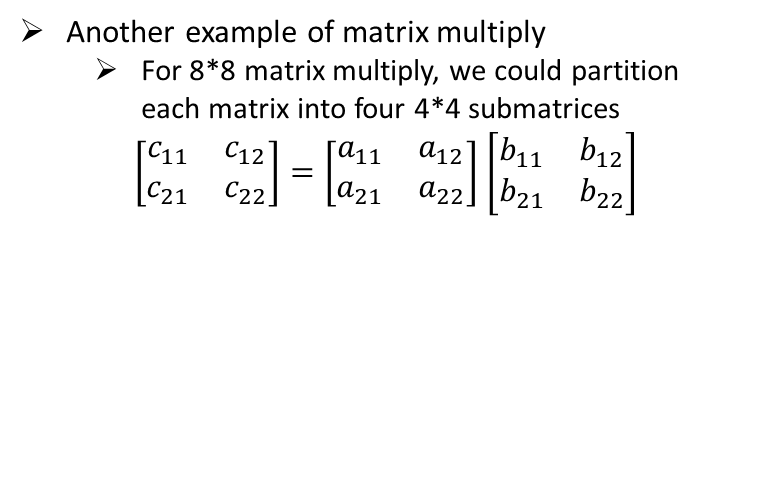 ➢ Another example of matrix multiply
➢ For 8*8 matrix multiply, we could partition
each matrix into four 4*4 submatrices
[c₁₁ c₁₂] = [a₁₁ a₁₂] [b₁₁ b₁₂]
[c₂₁ c₂₂] [a₂₁ a₂₂] [b₂₁ b₂₂]